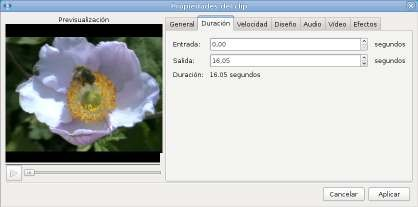 Propiedades del clip
Previsualización
General Duración Velocidad Diseño Audio Vídeo Efectos
Entrada: 0,00 segundos
Salida: 16,05 segundos
Duración: 16.05 segundos
Cancelar Aplicar